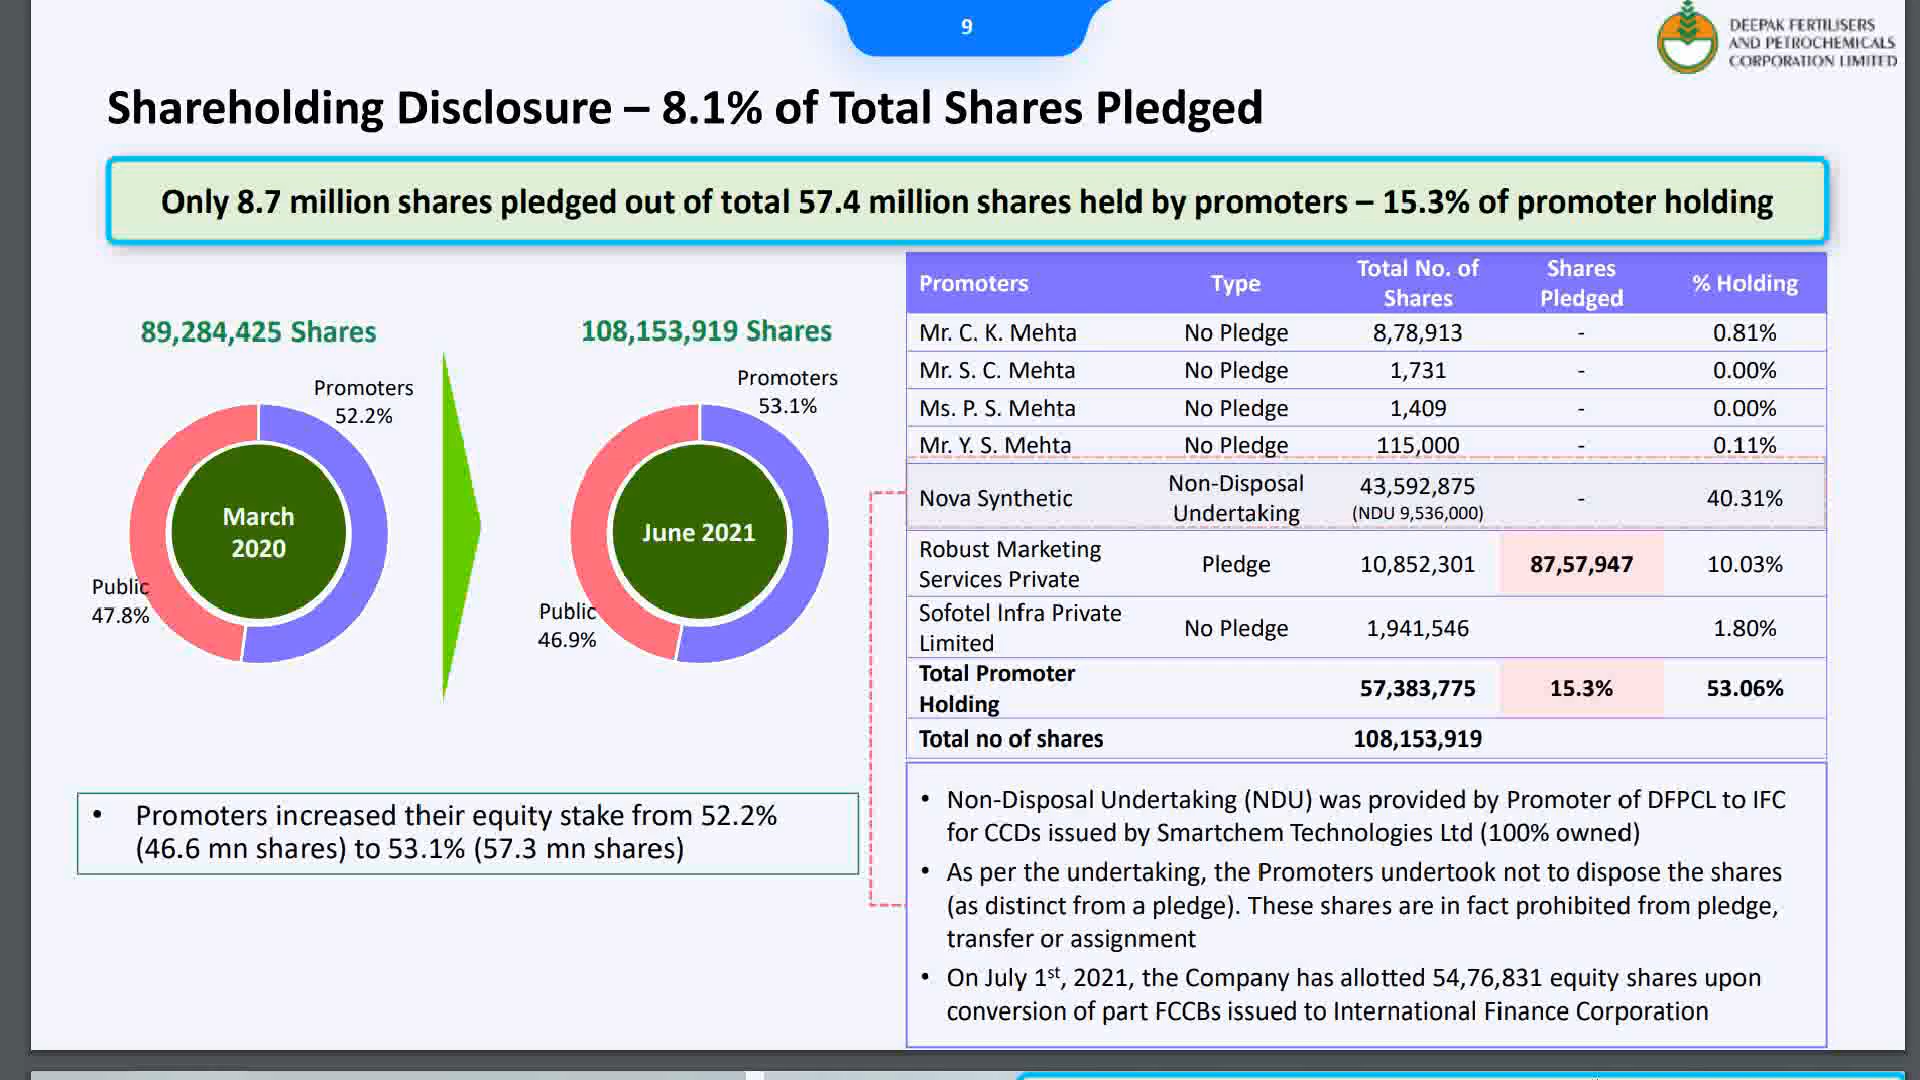 9
DEEPAK FERTILISERS
AND PETROCHEMICALS
CORPORATION LIMITED
Shareholding Disclosure – 8.1% of Total Shares Pledged
Only 8.7 million shares pledged out of total 57.4 million shares held by promoters – 15.3% of promoter holding
89,284,425 Shares
Promoters
52.2%
March
2020
Public
47.8%
108,153,919 Shares
Promoters
53.1%
June 2021
Public
46.9%
• Promoters increased their equity stake from 52.2%
(46.6 mn shares) to 53.1% (57.3 mn shares)
Promoters Type Total No. of Shares Shares Pledged % Holding
Mr. C. K. Mehta No Pledge 8,78,913 - 0.81%
Mr. S. C. Mehta No Pledge 1,731 - 0.00%
Ms. P. S. Mehta No Pledge 1,409 - 0.00%
Mr. Y. S. Mehta No Pledge 115,000 - 0.11%
Nova Synthetic Non-Disposal Undertaking 43,592,875 (NDU 9,536,000) - 40.31%
Robust Marketing Services Private Pledge 10,852,301 87,57,947 10.03%
Sofotel Infra Private Limited No Pledge 1,941,546 1.80%
Total Promoter Holding 57,383,775 15.3% 53.06%
Total no of shares 108,153,919
• Non-Disposal Undertaking (NDU) was provided by Promoter of DFPCL to IFC
for CCDs issued by Smartchem Technologies Ltd (100% owned)
• As per the undertaking, the Promoters undertook not to dispose the shares
(as distinct from a pledge). These shares are in fact prohibited from pledge,
transfer or assignment
• On July 1st, 2021, the Company has allotted 54,76,831 equity shares upon
conversion of part FCCBs issued to International Finance Corporation